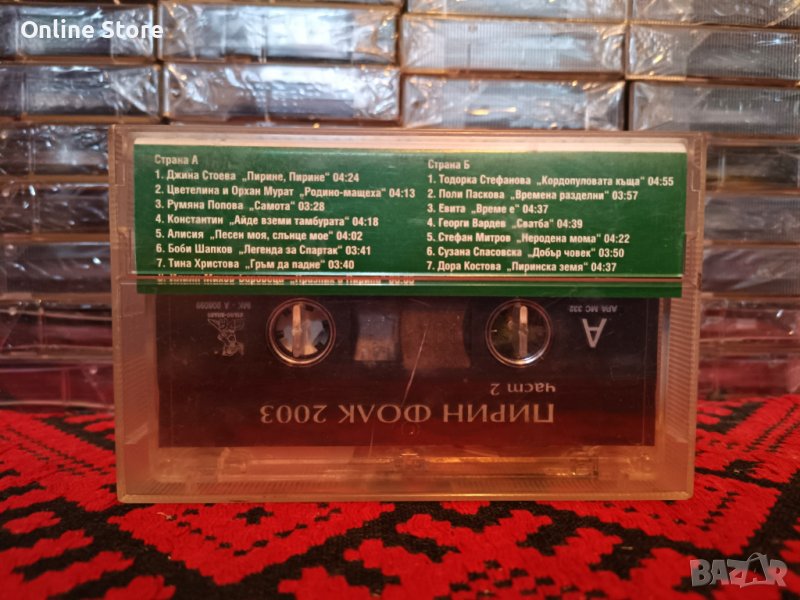 Online Store
Страна А
1. Джина Стоева „Пирине, Пирине“ 04:24
2. Цветелина и Орхан Мурат „Родино-мащеха“ 04:13
3. Румяна Попова „Самота“ 03:28
4. Константин „Айде вземи тамбурата“ 04:18
5. Алисия „Песен моя, слънце мое“ 04:02
6. Боби Шапков „Легенда за Спартак“ 03:41
7. Тина Христова „Гръм да падне“ 03:40
Страна Б
1. Тодорка Стефанова „Кордопуловата къща“ 04:55
2. Поли Паскова „Времена разделни“ 03:57
3. Евита „Време е“ 04:37
4. Георги Вардев „Сватба“ 04:39
5. Стефан Митров „Неродена мома“ 04:22
6. Сузана Спасовска „Добър човек“ 03:50
7. Дора Костова „Пиринска земя“ 04:37
А
АРА МС 332
част 2
ПИРИН ФОЛК 2003
BAZAR